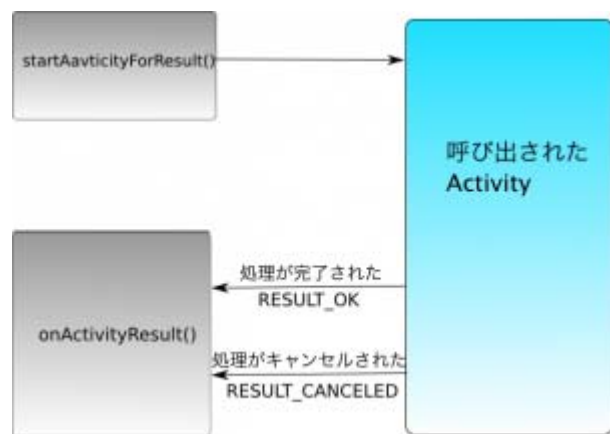 startAavticityForResult()
呼び出された
Activity
処理が完了された
RESULT_OK
onActivityResult()
処理がキャンセルされた
RESULT_CANCELED